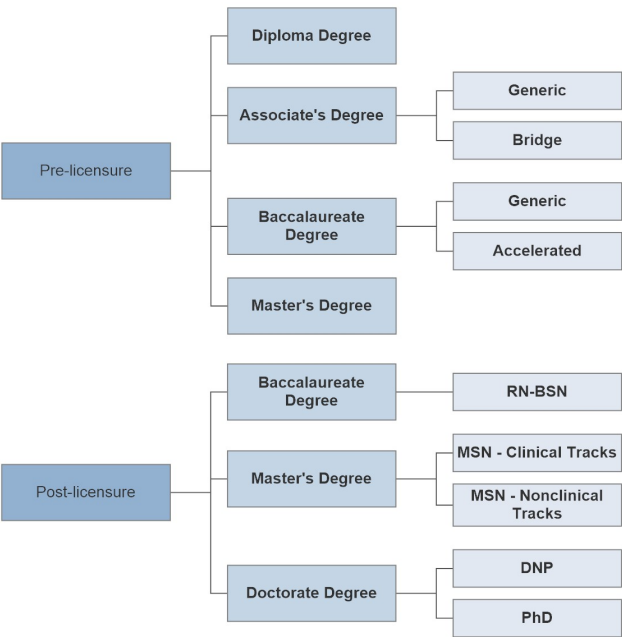 Pre-licensure
Diploma Degree
Associate's Degree
Generic
Bridge
Baccalaureate
Degree
Generic
Accelerated
Master's Degree
Post-licensure
Baccalaureate
Degree
RN-BSN
Master's Degree
MSN - Clinical Tracks
MSN - Nonclinical
Tracks
Doctorate Degree
DNP
PhD